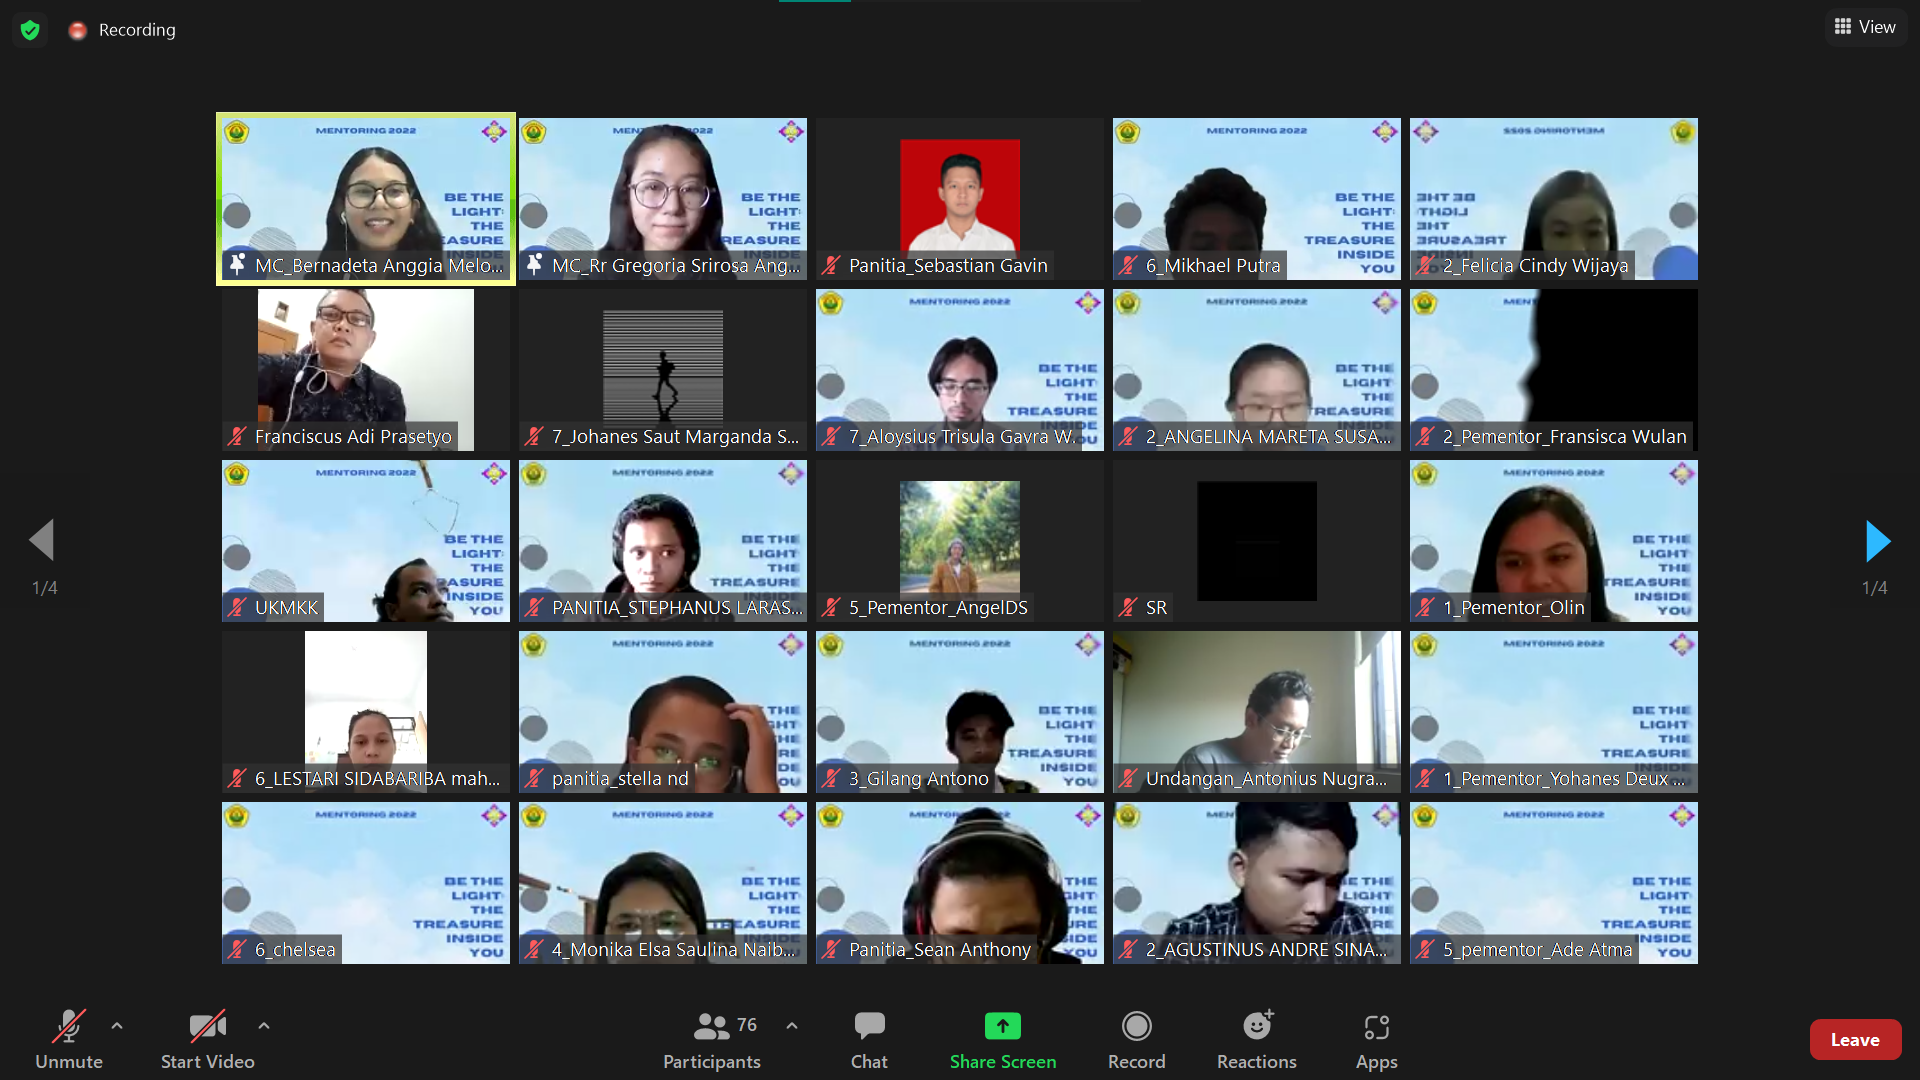 Recording
View
MENTORING 2022
BE THE
LIGHT:
THE
TREASURE
INSIDE
YOU
MC_Bernadeta Anggia Melo...
MC_Rr Gregoria Srirosa Ang...
Panitia_Sebastian Gavin
6_Mikhael Putra
2_Felicia Cindy Wijaya
Franciscus Adi Prasetyo
7_Johanes Saut Marganda S...
7_Aloysius Trisula Gavra W...
2_ANGELINA MARETA SUSA...
2_Pementor_Fransisca Wulan
UKMKK
PANITIA_STEPHANUS LARAS...
5_Pementor_AngelDS
SR
1_Pementor_Olin
1/4
1/4
6_LESTARI SIDABARIBA mah...
panitia_stella nd
3_Gilang Antono
Undangan_Antonius Nugra...
1_Pementor_Yohanes Deux ...
6_chelsea
4_Monika Elsa Saulina Naib...
Panitia_Sean Anthony
2_AGUSTINUS ANDRE SINA...
5_pementor_Ade Atma
Unmute
Start Video
76
Participants
Chat
Share Screen
Record
Reactions
Apps
Leave